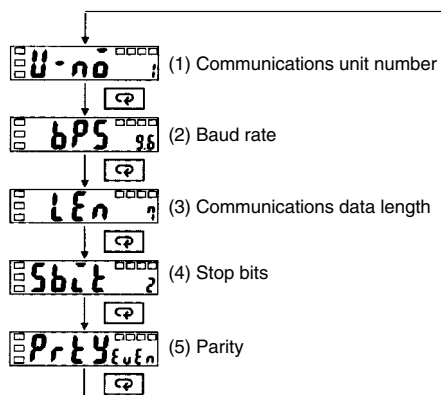 U-no 1 (1) Communications unit number
bPS 9.6 (2) Baud rate
LEn 7 (3) Communications data length
Sbit 2 (4) Stop bits
PrtY EuEn (5) Parity